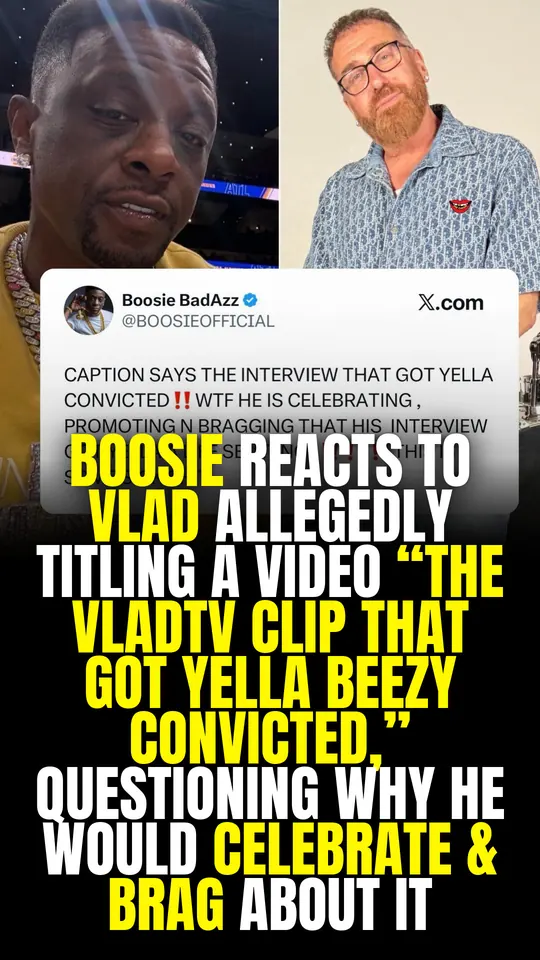 Boosie BadAzz
X.com
@BOOSIEOFFICIAL
CAPTION SAYS THE INTERVIEW THAT GOT YELLA
CONVICTED ‼️ WTF HE IS CELEBRATING ,
PROMOTING N BRAGGING THAT HIS INTERVIEW
BOOSIE REACTS TO
VLAD ALLEGEDLY
TITLING A VIDEO “THE
VLADTV CLIP THAT
GOT YELLA BEEZY
CONVICTED,”
QUESTIONING WHY HE
WOULD CELEBRATE &
BRAG ABOUT IT